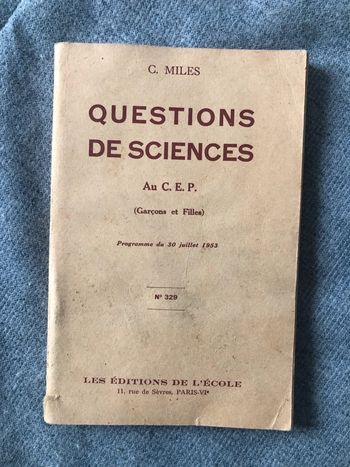 C. MILES
QUESTIONS
DE SCIENCES
Au C. E. P.
(Garçons et Filles)
Programme du 30 juillet 1953
N° 329
LES ÉDITIONS DE L'ÉCOLE
11, rue de Sèvres, PARIS-VIᵉ